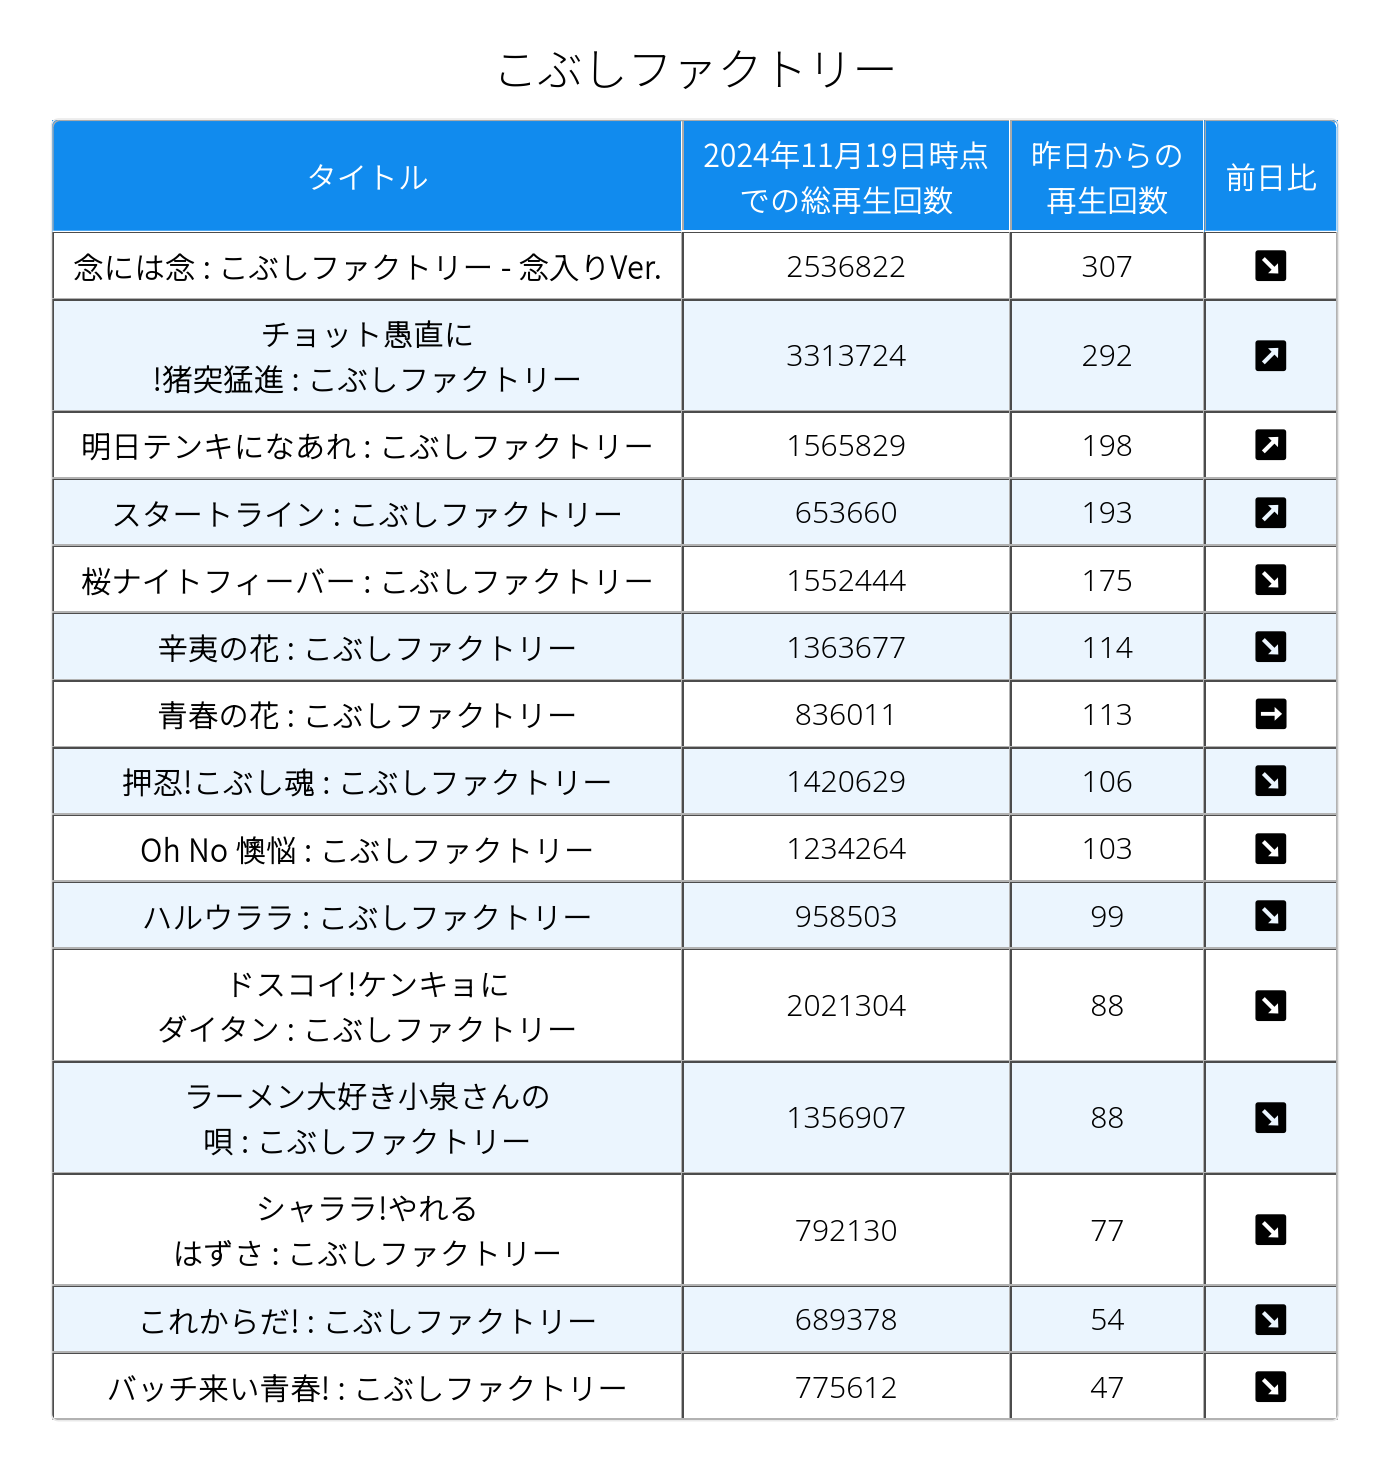 こぶしファクトリー
タイトル
2024年11月19日時点
での総再生回数
昨日からの
再生回数
前日比
念には念 : こぶしファクトリー - 念入りVer.
2536822
307
↘
チョット愚直に
!猪突猛進 : こぶしファクトリー
3313724
292
↗
明日テンキになあれ : こぶしファクトリー
1565829
198
↗
スタートライン : こぶしファクトリー
653660
193
↗
桜ナイトフィーバー : こぶしファクトリー
1552444
175
↘
辛夷の花 : こぶしファクトリー
1363677
114
↘
青春の花 : こぶしファクトリー
836011
113
→
押忍!こぶし魂 : こぶしファクトリー
1420629
106
↘
Oh No 懊悩 : こぶしファクトリー
1234264
103
↘
ハルウララ : こぶしファクトリー
958503
99
↘
ドスコイ!ケンキョに
ダイタン : こぶしファクトリー
2021304
88
↘
ラーメン大好き小泉さんの
唄 : こぶしファクトリー
1356907
88
↘
シャララ!やれる
はずさ : こぶしファクトリー
792130
77
↘
これからだ! : こぶしファクトリー
689378
54
↘
バッチ来い青春! : こぶしファクトリー
775612
47
↘